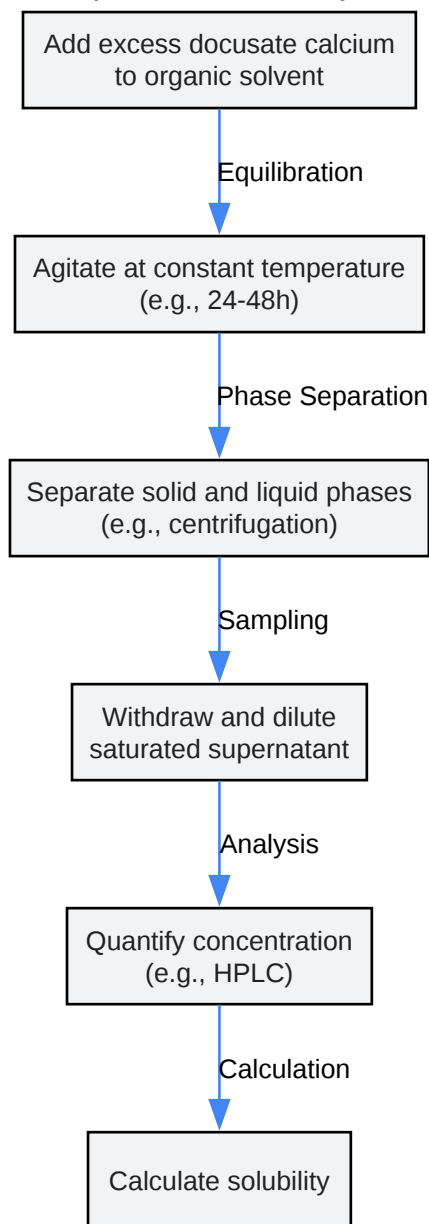 Add excess docusate calcium
to organic solvent
Equilibration
Agitate at constant temperature
(e.g., 24-48h)
Phase Separation
Separate solid and liquid phases
(e.g., centrifugation)
Sampling
Withdraw and dilute
saturated supernatant
Analysis
Quantify concentration
(e.g., HPLC)
Calculation
Calculate solubility